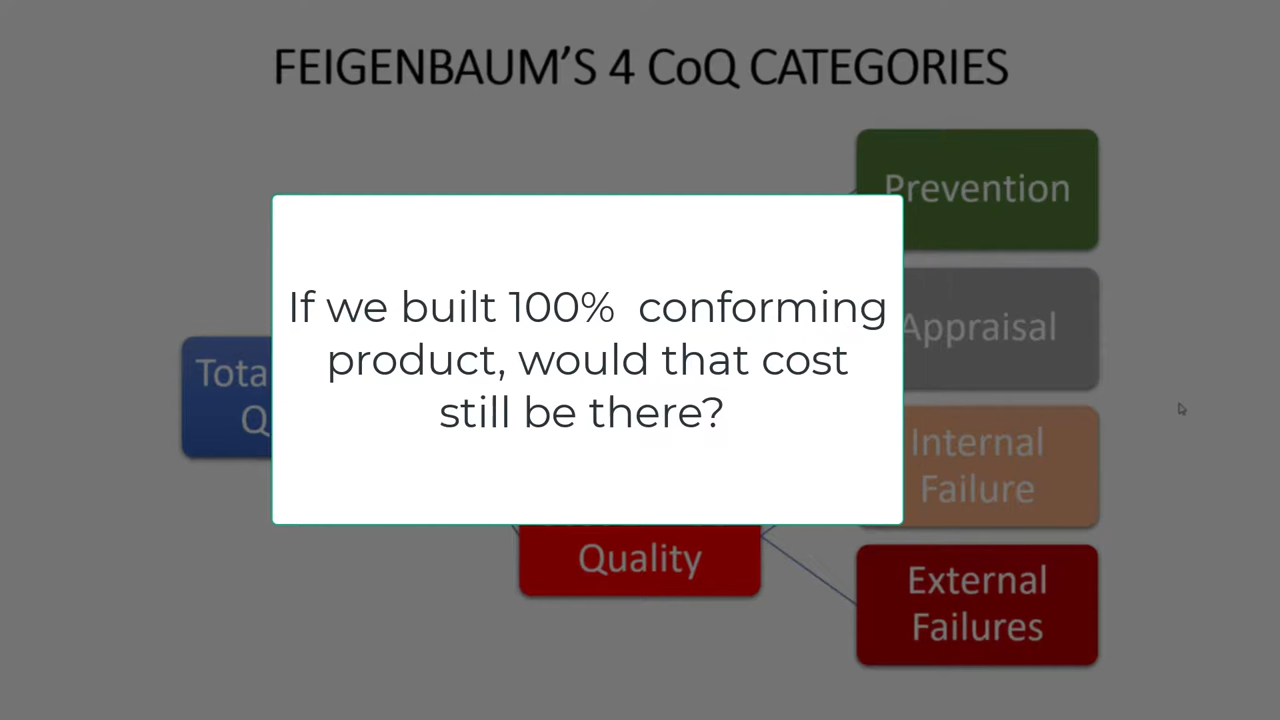 FEIGENBAUM’S 4 CoQ CATEGORIES
Prevention
If we built 100%  conforming
product, would that cost
still be there?
Appraisal
Tota
Q
Internal
Failure
Quality
External
Failures